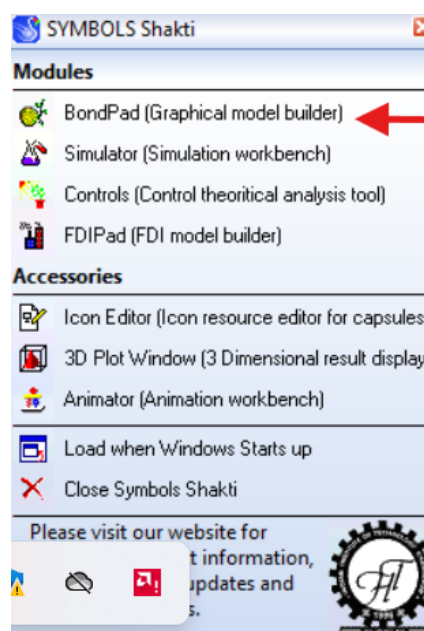 SYMBOLS Shakti
Modules
BondPad (Graphical model builder)
Simulator (Simulation workbench)
Controls (Control theoritical analysis tool)
FDIPad (FDI model builder)
Accessories
Icon Editor (Icon resource editor for capsules
3D Plot Window (3 Dimensional result display
Animator (Animation workbench)
Load when Windows Starts up
Close Symbols Shakti
Please visit our website for
t information,
updates and
s.